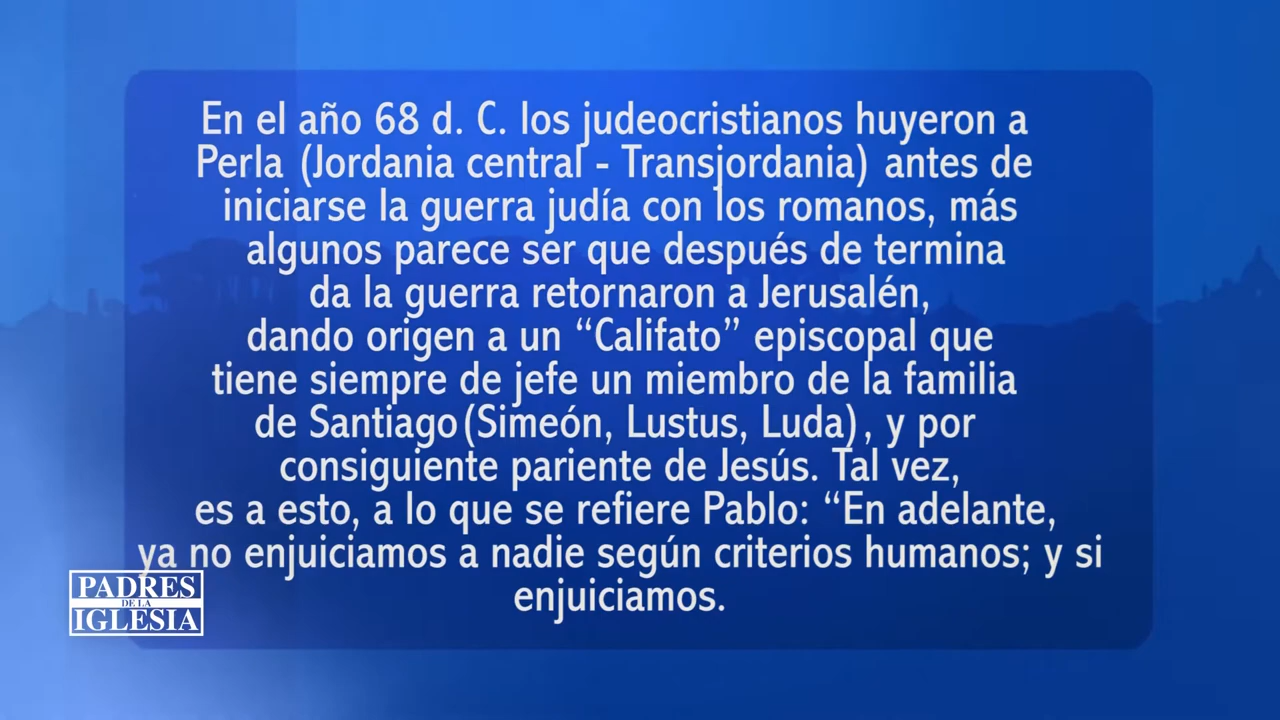 En el año 68 d. C. los judeocristianos huyeron a
Perla (Jordania central - Transjordania) antes de
iniciarse la guerra judía con los romanos, más
algunos parece ser que después de termina
da la guerra retornaron a Jerusalén,
dando origen a un “Califato” episcopal que
tiene siempre de jefe un miembro de la familia
de Santiago (Simeón, Lustus, Luda), y por
consiguiente pariente de Jesús. Tal vez,
es a esto, a lo que se refiere Pablo: “En adelante,
ya no enjuiciamos a nadie según criterios humanos; y si
enjuiciamos.
PADRES
DE LA
IGLESIA